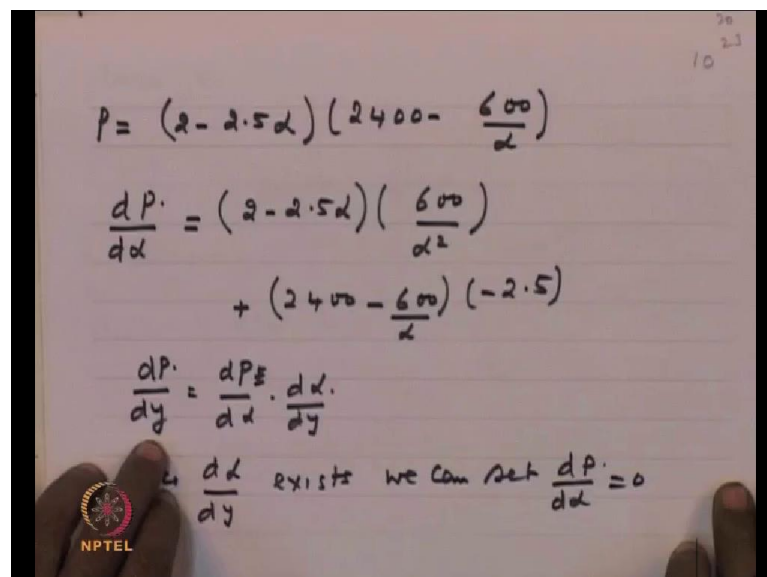 20
10 23
P = (2 - 2.5α) (2400 - 600/α)
dP/dα = (2 - 2.5α) (600/α²)
+ (2400 - 600/α) (-2.5)
dP/dy = dP/dα · dα/dy
dα/dy exists we can set dP/dα = 0
NPTEL